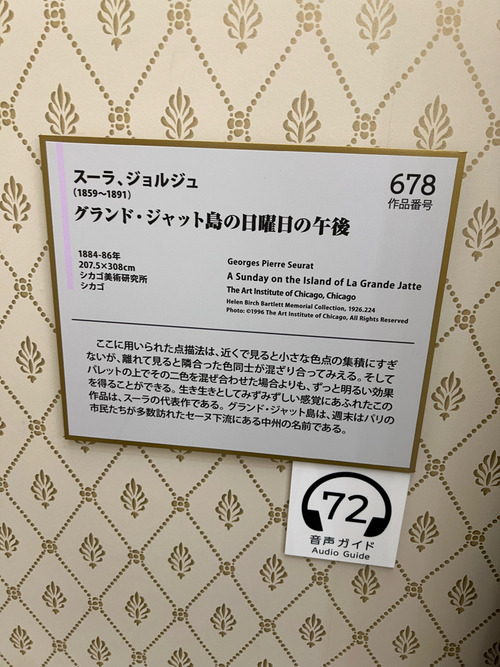 スーラ、ジョルジュ
(1859〜1891)
グランド・ジャット島の日曜日の午後
678
作品番号
1884-86年
207.5×308cm
シカゴ美術研究所
シカゴ
Georges Pierre Seurat
A Sunday on the Island of La Grande Jatte
The Art Institute of Chicago, Chicago
Helen Birch Bartlett Memorial Collection, 1926.224
Photo: ©1996 The Art Institute of Chicago, All Rights Reserved
ここに用いられた点描法は、近くで見ると小さな色点の集積にすぎ
ないが、離れて見ると隣合った色同士が混ざり合ってみえる。そして
パレットの上でその二色を混ぜ合わせた場合よりも、ずっと明るい効果
を得ることができる。生き生きとしてみずみずしい感覚にあふれたこの
作品は、スーラの代表作である。グランド・ジャット島は、週末はパリの
市民たちが多数訪れたセーヌ下流にある中州の名前である。
72
音声ガイド
Audio Guide